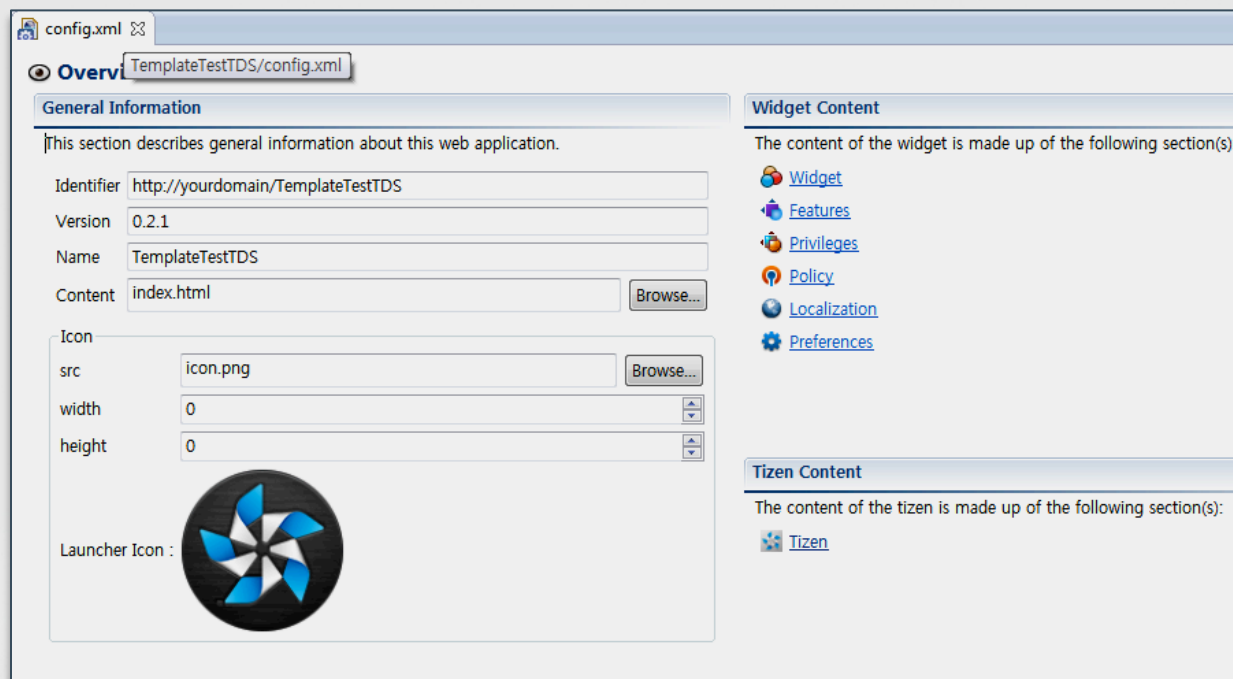 config.xml
TemplateTestTDS/config.xml
Overvi
General Information
This section describes general information about this web application.
Identifier http://yourdomain/TemplateTestTDS
Version 0.2.1
Name TemplateTestTDS
Content index.html Browse...
Icon
src icon.png Browse...
width 0
height 0
Launcher Icon :
Widget Content
The content of the widget is made up of the following section(s)
Widget
Features
Privileges
Policy
Localization
Preferences
Tizen Content
The content of the tizen is made up of the following section(s):
Tizen